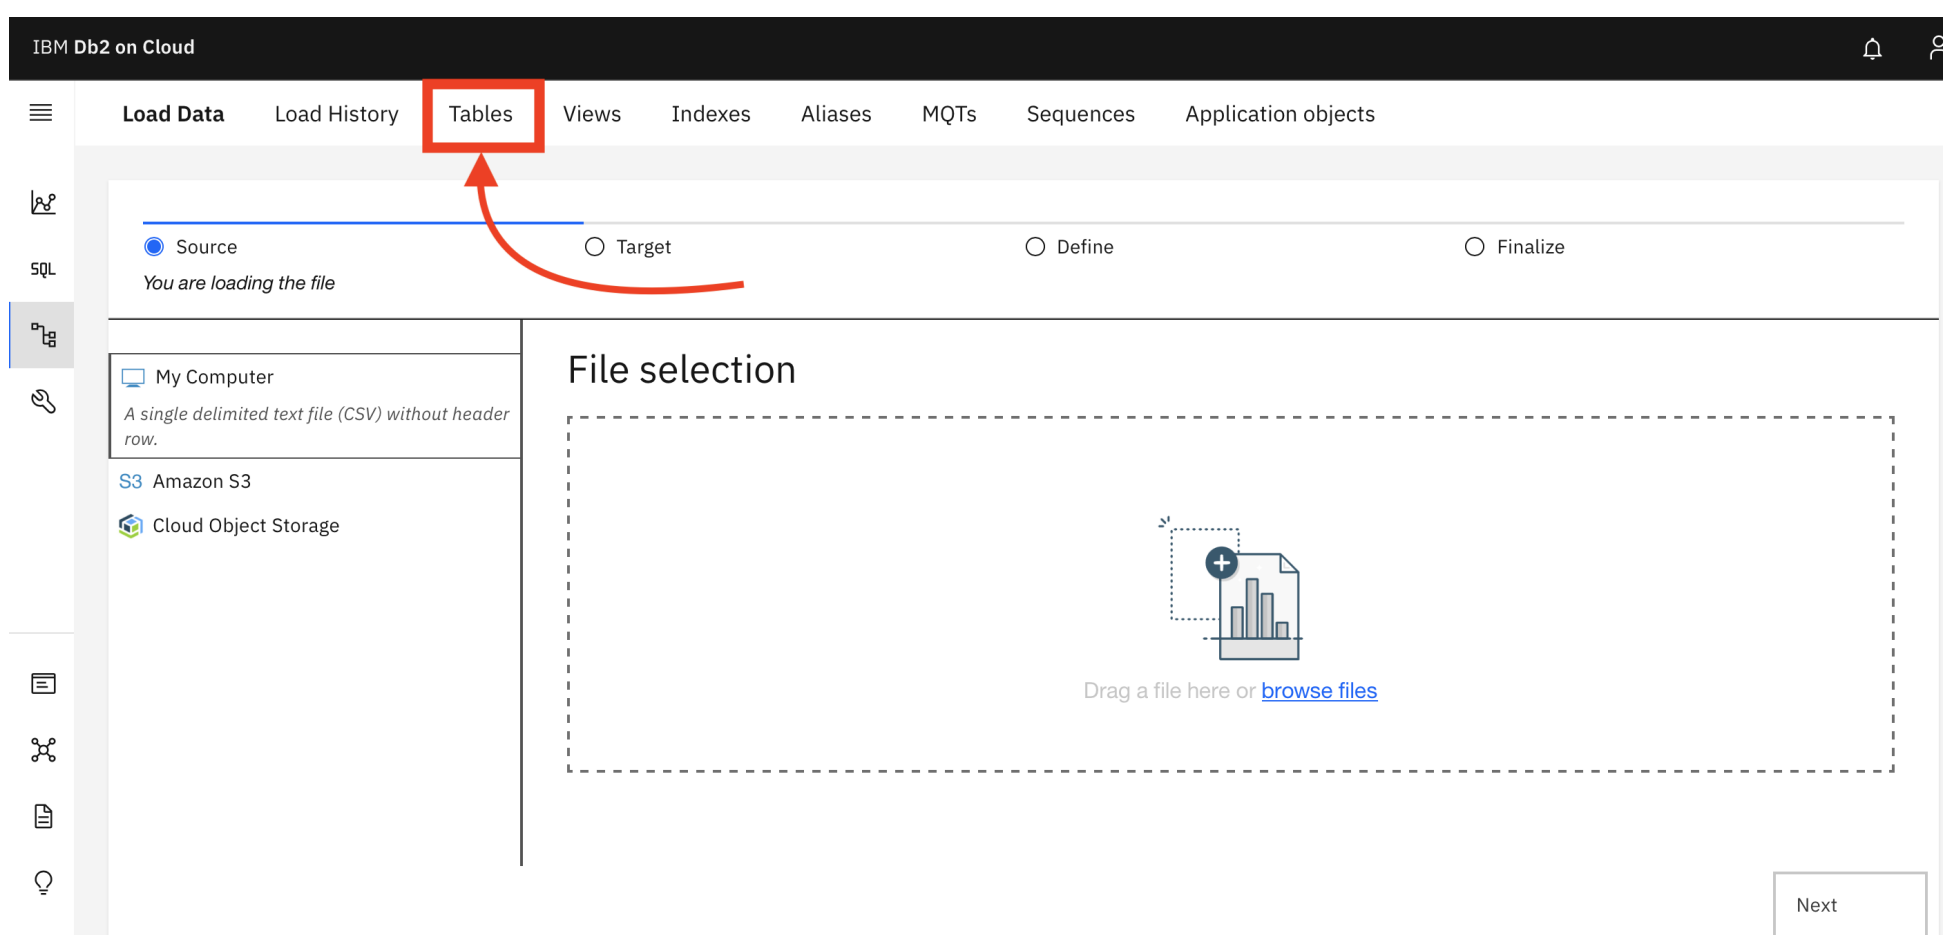 IBM Db2 on Cloud
Load Data Load History Tables Views Indexes Aliases MQTs Sequences Application objects
SQL
Source Target Define Finalize
You are loading the file
My Computer
A single delimited text file (CSV) without header
row.
S3 Amazon S3
Cloud Object Storage
File selection
Drag a file here or browse files
Next